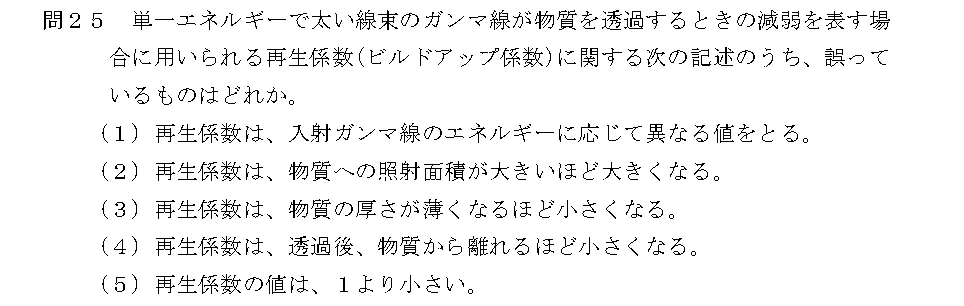 問２５　単一エネルギーで太い線束のガンマ線が物質を透過するときの減弱を表す場
合に用いられる再生係数(ビルドアップ係数)に関する次の記述のうち、誤って
いるものはどれか。
（１）再生係数は、入射ガンマ線のエネルギーに応じて異なる値をとる。
（２）再生係数は、物質への照射面積が大きいほど大きくなる。
（３）再生係数は、物質の厚さが薄くなるほど小さくなる。
（４）再生係数は、透過後、物質から離れるほど小さくなる。
（５）再生係数の値は、１より小さい。